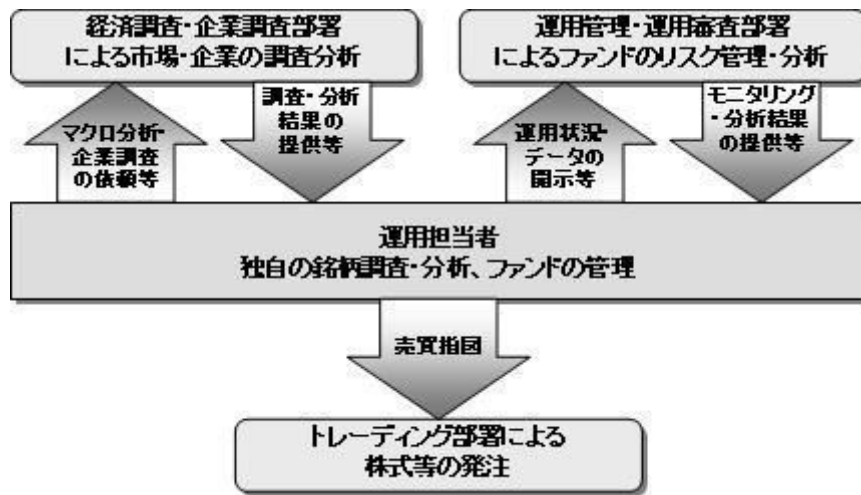 経済調査・企業調査部署
による市場・企業の調査分析
運用管理・運用審査部署
によるファンドのリスク管理・分析
マクロ分析・
企業調査
の依頼等
調査・分析
結果の
提供等
運用状況・
データの
開示等
モニタリング
・分析結果
の提供等
運用担当者
独自の銘柄調査・分析、ファンドの管理
売買指図
トレーディング部署による
株式等の発注